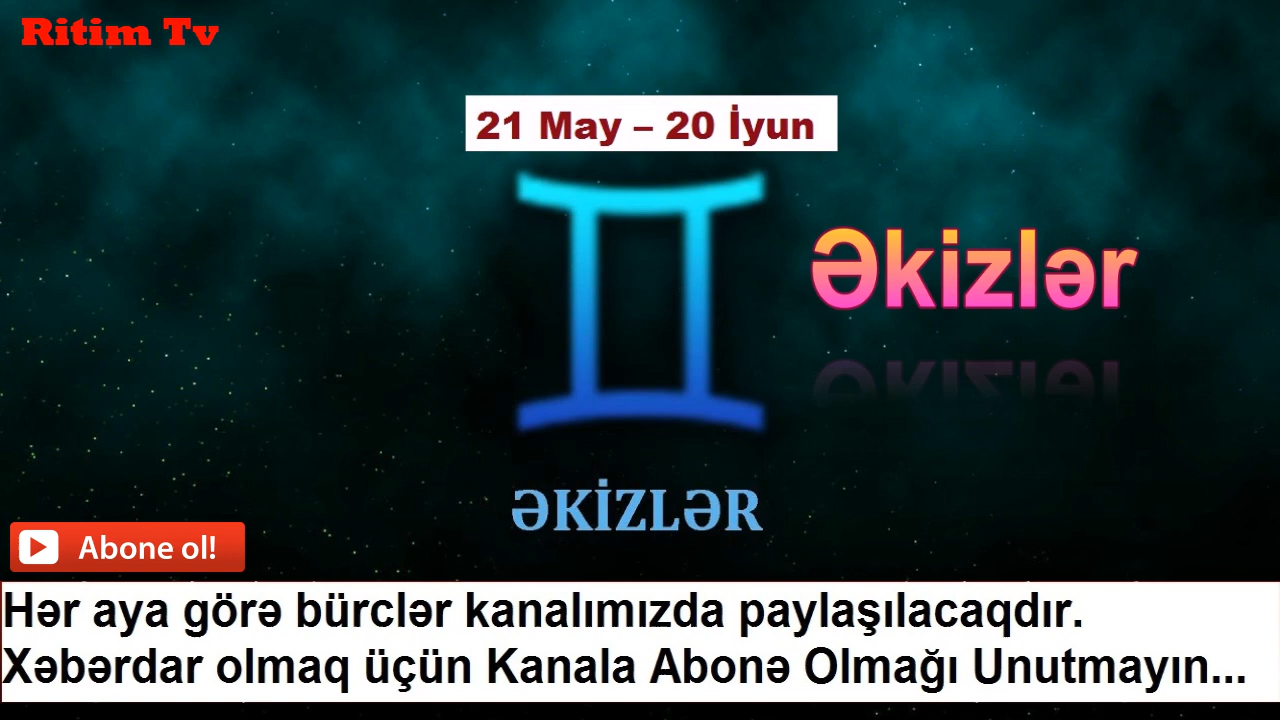 Ritim Tv
21 May – 20 İyun
Əkizlər
ƏKİZLƏR
Abone ol!
Hər aya görə bürclər kanalımızda paylaşılacaqdır.
Xəbərdar olmaq üçün Kanala Abonə Olmağı Unutmayın...